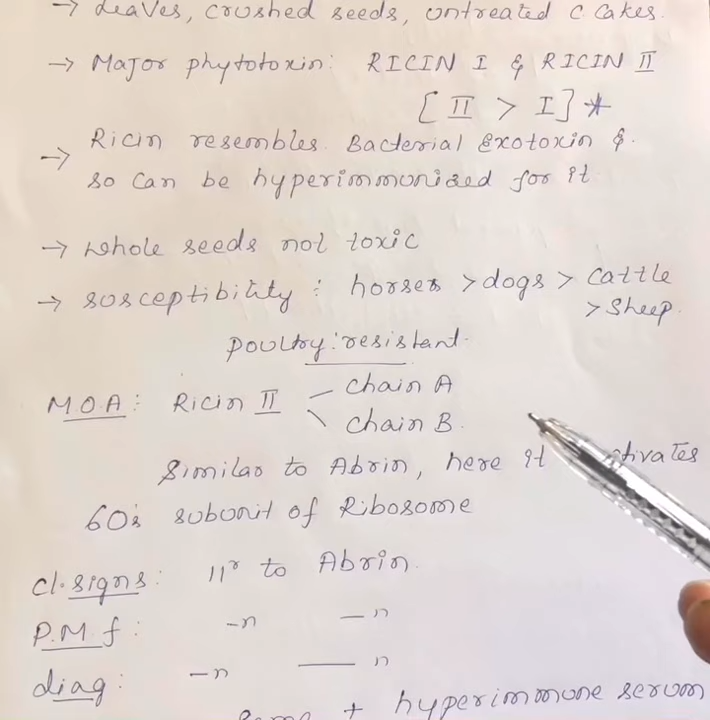 → Leaves, crushed seeds, untreated c. cakes.
→ Major phytotoxin: RICIN I & RICIN II
[II > I] *
→ Ricin resembles Bacterial exotoxin &
so can be hyperimmunised for it
→ whole seeds not toxic
→ susceptibility : horses > dogs > cattle
> sheep.
poultry : resistant.
M.O.A : Ricin II
chain A
chain B.
Similar to Abrin, here it
60s subunit of Ribosome
cl. signs : 11r to Abrin.
P.M.f : -n — n
diag : -n — n
+ hyperimmune serum